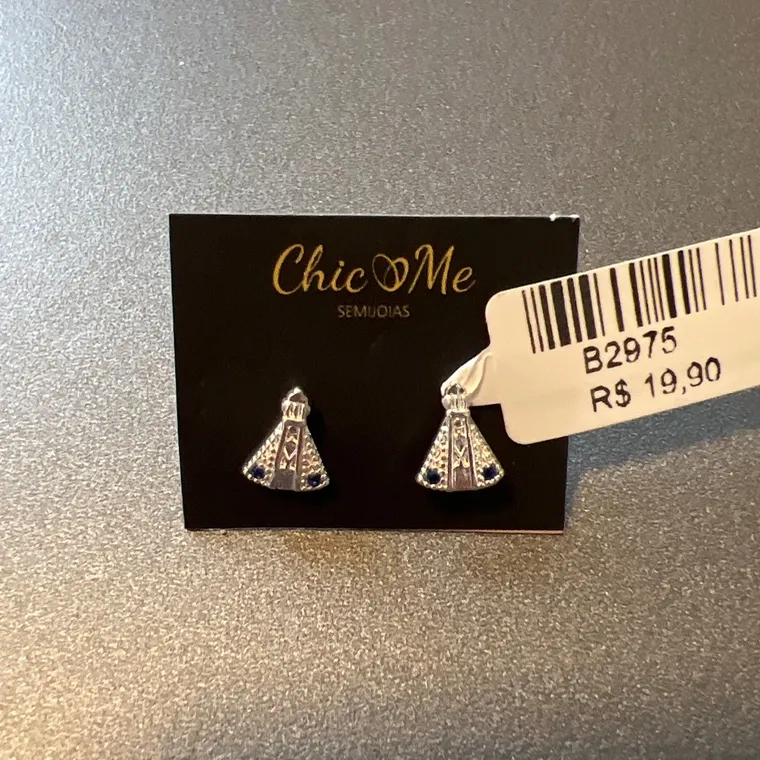 Chic Me
SEMIJOIAS
B2975
R$ 19,90